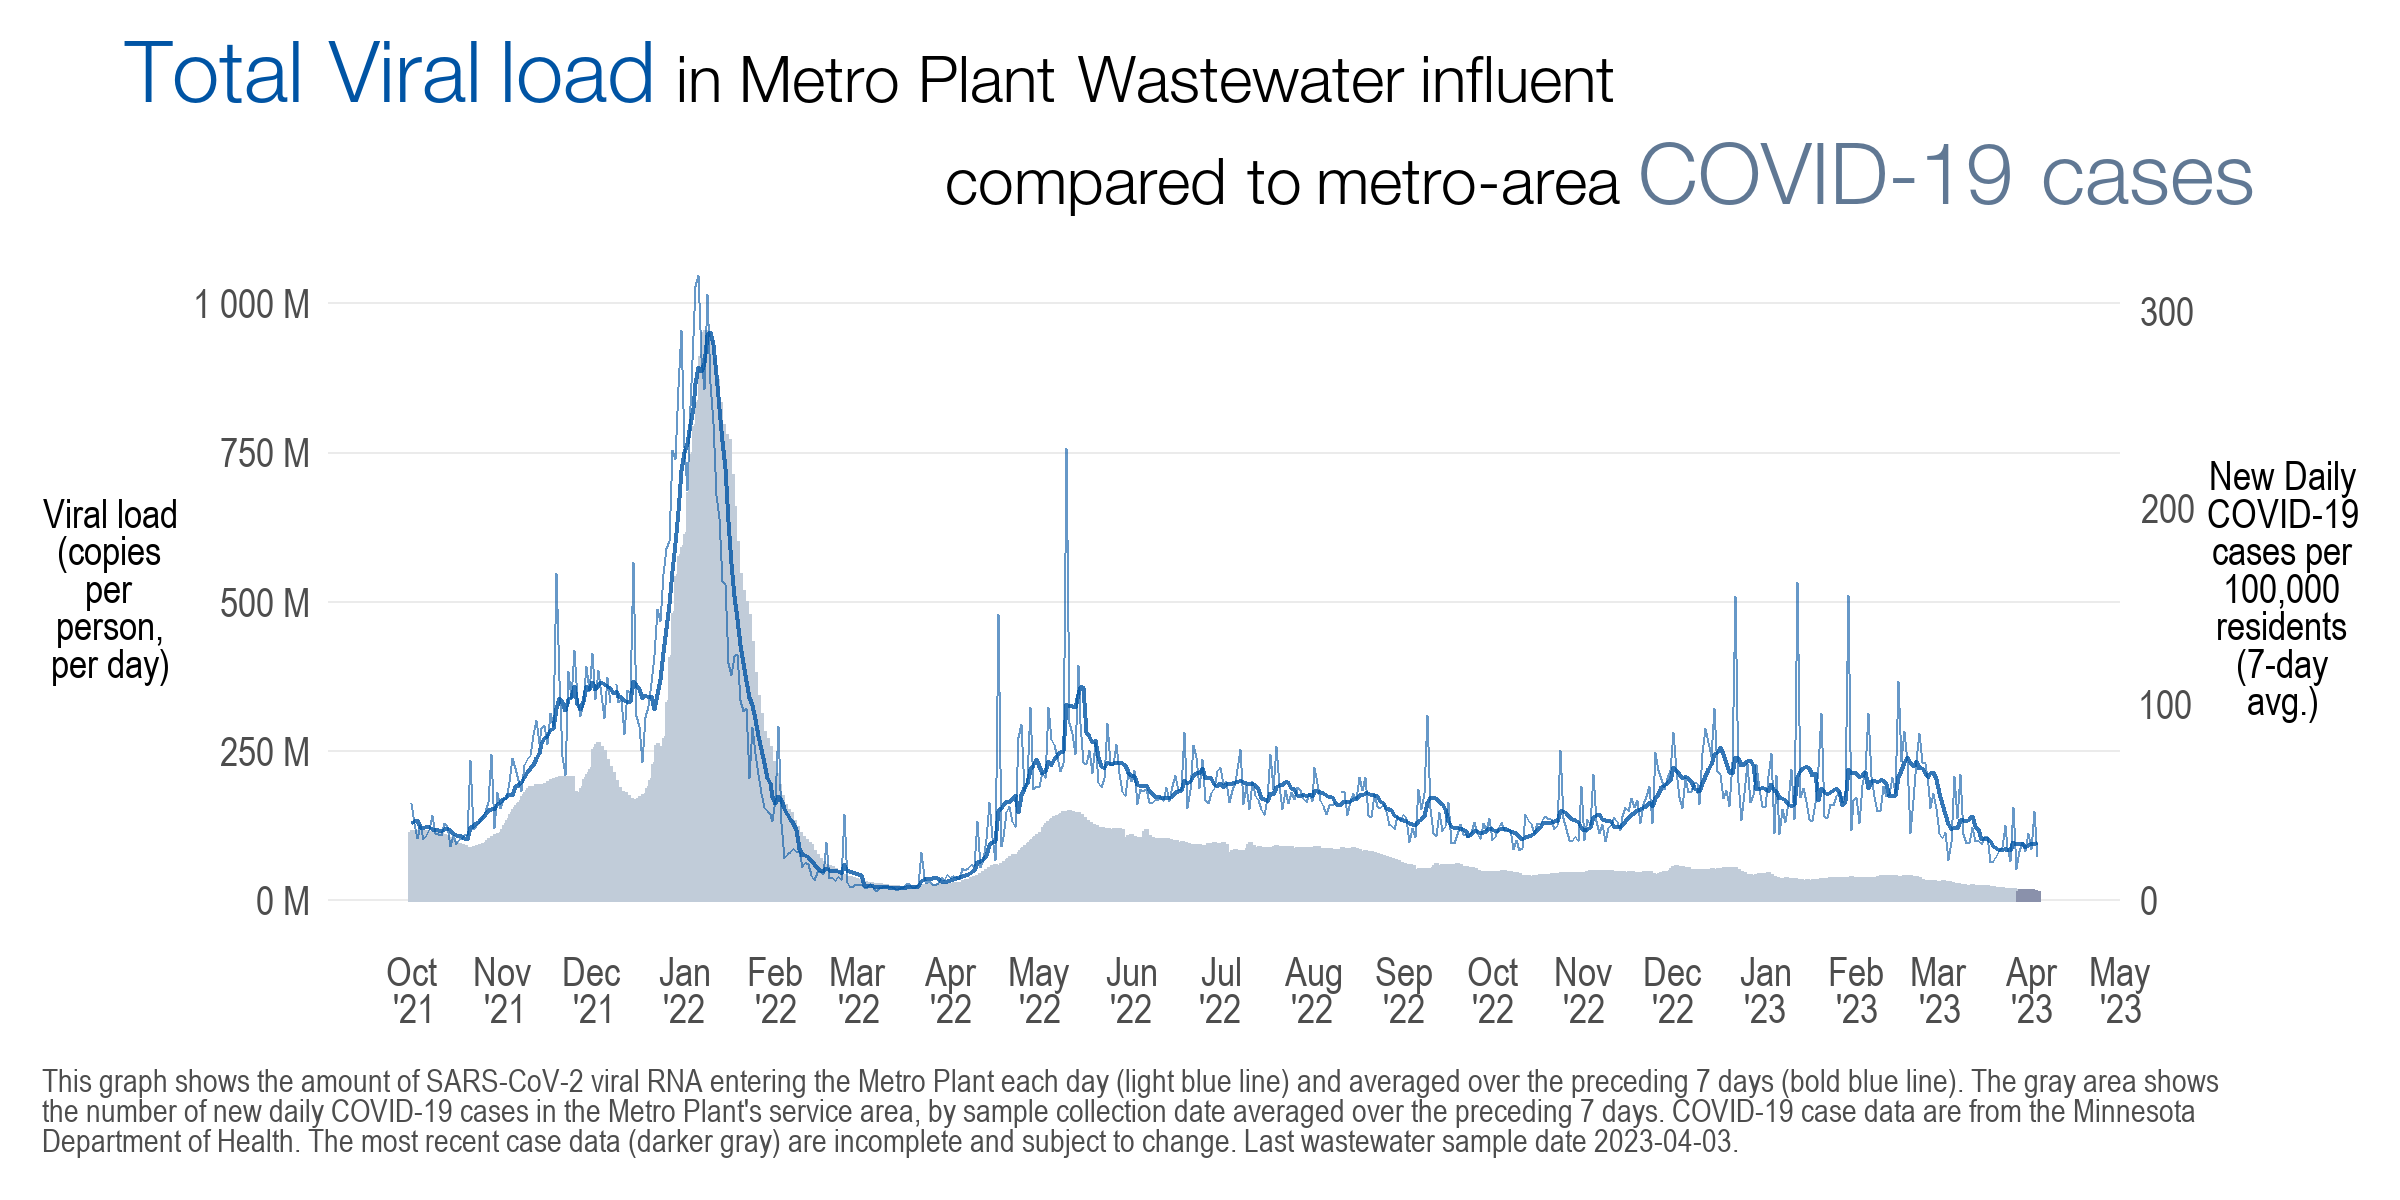 Total Viral load in Metro Plant Wastewater influent
compared to metro-area COVID-19 cases
1 000 M
750 M
500 M
250 M
0 M
Viral load
(copies
per
person,
per day)
300
200
100
0
New Daily
COVID-19
cases per
100,000
residents
(7-day
avg.)
Oct Nov Dec Jan Feb Mar Apr May Jun Jul Aug Sep Oct Nov Dec Jan Feb Mar Apr May
'21 '21 '21 '22 '22 '22 '22 '22 '22 '22 '22 '22 '22 '22 '22 '23 '23 '23 '23 '23
This graph shows the amount of SARS-CoV-2 viral RNA entering the Metro Plant each day (light blue line) and averaged over the preceding 7 days (bold blue line). The gray area shows
the number of new daily COVID-19 cases in the Metro Plant's service area, by sample collection date averaged over the preceding 7 days. COVID-19 case data are from the Minnesota
Department of Health. The most recent case data (darker gray) are incomplete and subject to change. Last wastewater sample date 2023-04-03.